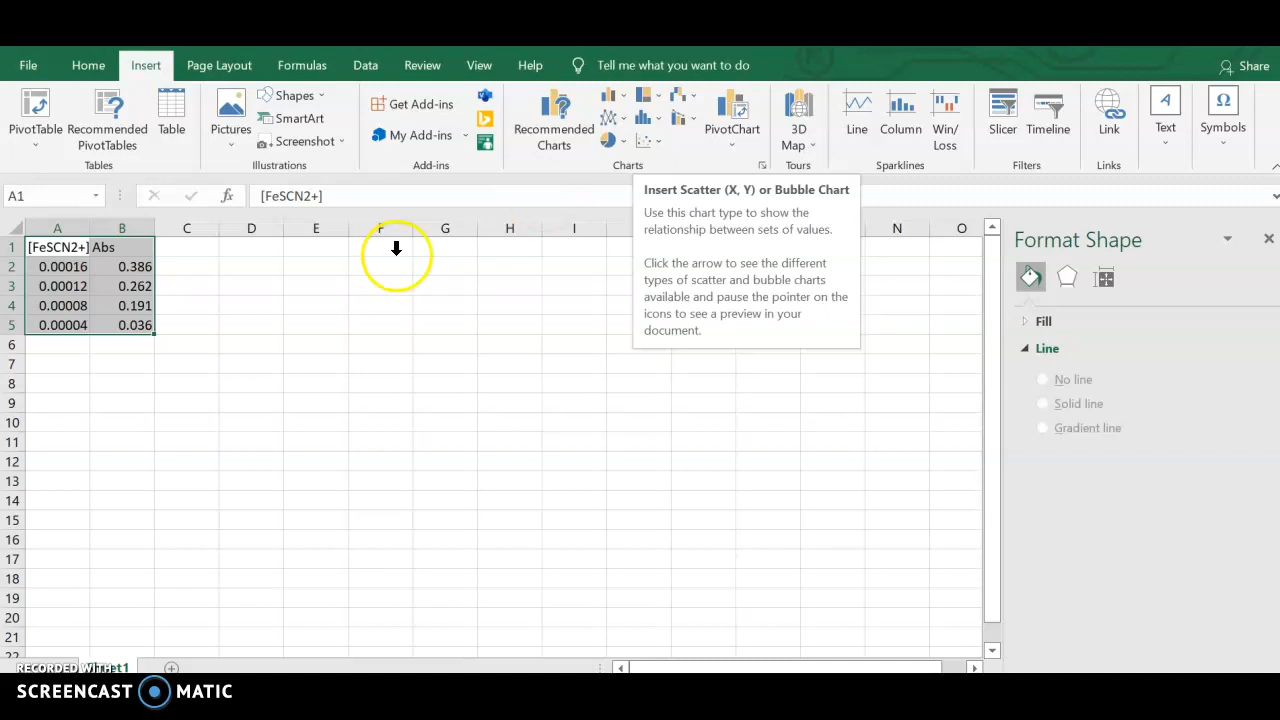 File Home Insert Page Layout Formulas Data Review View Help Tell me what you want to do Share
PivotTable Recommended PivotTables Table
Tables
Pictures Shapes SmartArt Screenshot
Illustrations
Get Add-ins
My Add-ins
Add-ins
Recommended Charts
PivotChart
Charts
3D Map
Tours
Line Column Win/Loss
Sparklines
Slicer Timeline
Filters
Link
Links
Text
Symbols
A1 fx [FeSCN2+]
Insert Scatter (X, Y) or Bubble Chart
Use this chart type to show the
relationship between sets of values.
Click the arrow to see the different
types of scatter and bubble charts
available and pause the pointer on the
icons to see a preview in your
document.
A B C D E F G H I N O
1 [FeSCN2+] Abs
2 0.00016 0.386
3 0.00012 0.262
4 0.00008 0.191
5 0.00004 0.036
6
7
8
9
10
11
12
13
14
15
16
17
18
19
20
21
22
Format Shape
Fill
Line
No line
Solid line
Gradient line
RECORDED WITH
SCREENCAST MATIC